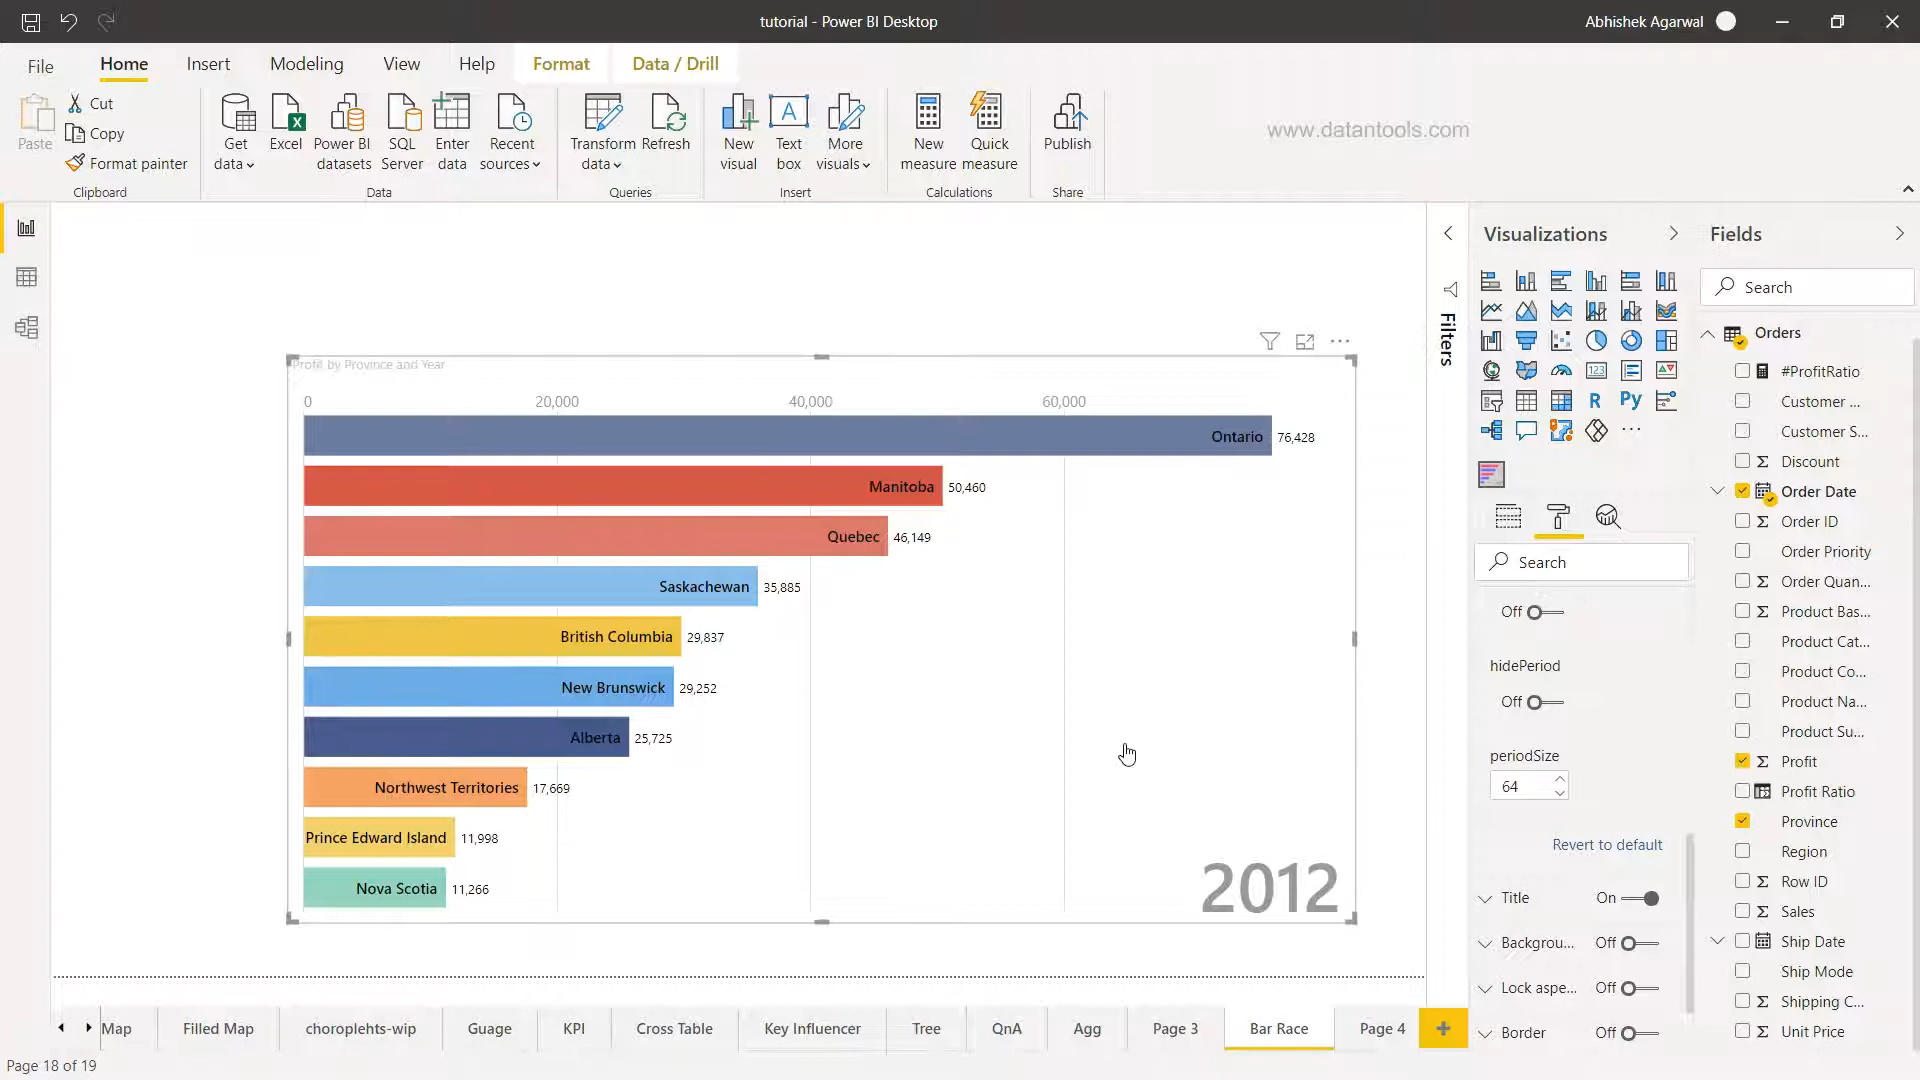 tutorial - Power BI Desktop
Abhishek Agarwal
File
Home
Insert
Modeling
View
Help
Format
Data / Drill
Paste
Cut
Copy
Format painter
Clipboard
Get
data
Excel
Power BI
datasets
SQL
Server
Enter
data
Recent
sources
Data
Transform
data
Refresh
Queries
New
visual
Text
box
More
visuals
Insert
New
measure
Quick
measure
Calculations
Publish
Share
www.datantools.com
Profit by Province and Year
0
20,000
40,000
60,000
Ontario 76,428
Manitoba 50,460
Quebec 46,149
Saskachewan 35,885
British Columbia 29,837
New Brunswick 29,252
Alberta 25,725
Northwest Territories 17,669
Prince Edward Island 11,998
Nova Scotia 11,266
2012
Filters
Visualizations
123
R
Py
Search
Off
hidePeriod
Off
periodSize
64
Revert to default
Title On
Backgrou... Off
Lock aspe... Off
Border Off
Fields
Search
Orders
#ProfitRatio
Customer ...
Customer S...
Discount
Order Date
Order ID
Order Priority
Order Quan...
Product Bas...
Product Cat...
Product Co...
Product Na...
Product Su...
Profit
Profit Ratio
Province
Region
Row ID
Sales
Ship Date
Ship Mode
Shipping C...
Unit Price
Map
Filled Map
choroplehts-wip
Guage
KPI
Cross Table
Key Influencer
Tree
QnA
Agg
Page 3
Bar Race
Page 4
Page 18 of 19